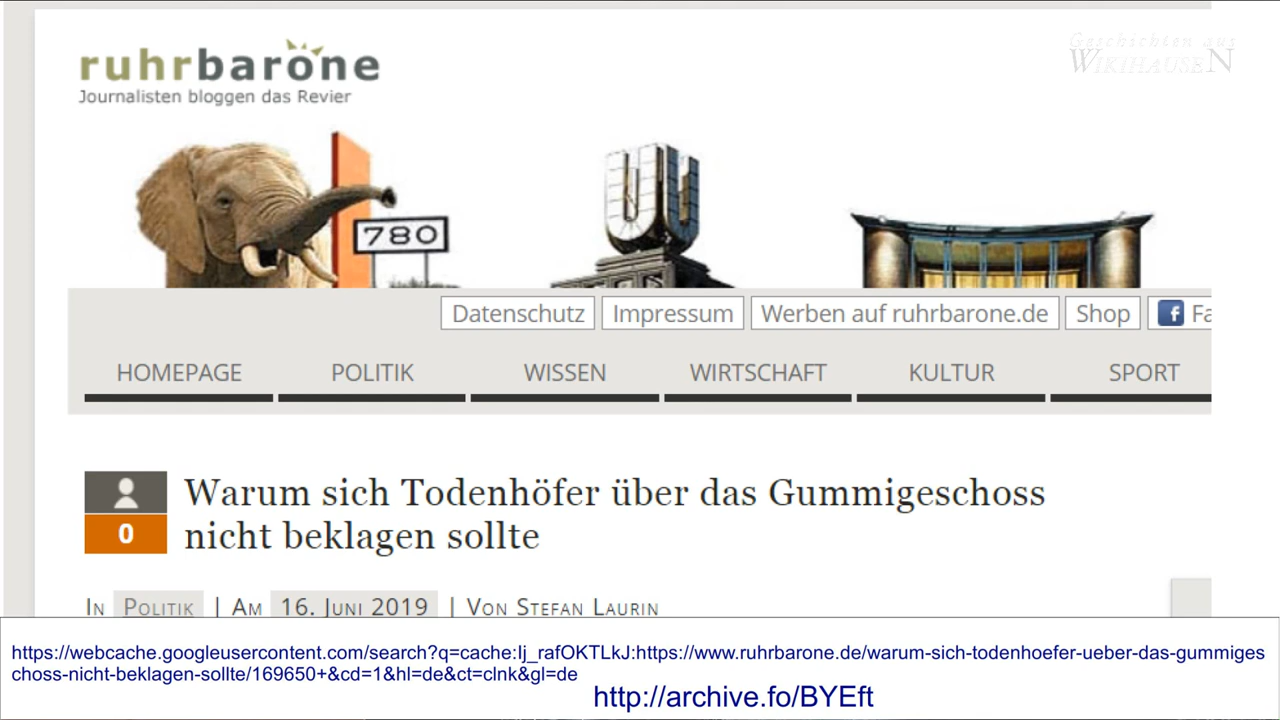 Geschichten aus
WIKIHAUSEN
ruhrbarone
Journalisten bloggen das Revier
780
Datenschutz Impressum Werben auf ruhrbarone.de Shop f Fa
HOMEPAGE POLITIK WISSEN WIRTSCHAFT KULTUR SPORT
Warum sich Todenhöfer über das Gummigeschoss
0 nicht beklagen sollte
IN POLITIK | AM 16. JUNI 2019 | VON STEFAN LAURIN
https://webcache.googleusercontent.com/search?q=cache:Ij_rafOKTLkJ:https://www.ruhrbarone.de/warum-sich-todenhoefer-ueber-das-gummiges
choss-nicht-beklagen-sollte/169650+&cd=1&hl=de&ct=clnk&gl=de
http://archive.fo/BYEft